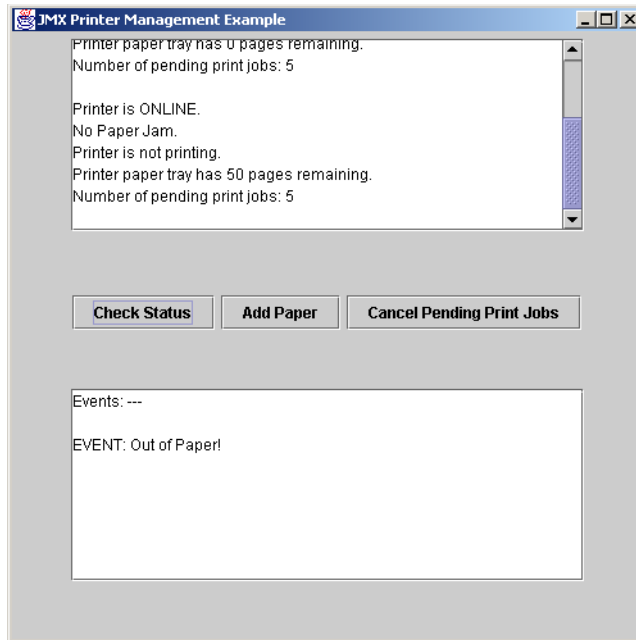 JMX Printer Management Example
Printer paper tray has 0 pages remaining.
Number of pending print jobs: 5
Printer is ONLINE.
No Paper Jam.
Printer is not printing.
Printer paper tray has 50 pages remaining.
Number of pending print jobs: 5
Check Status Add Paper Cancel Pending Print Jobs
Events: ---
EVENT: Out of Paper!